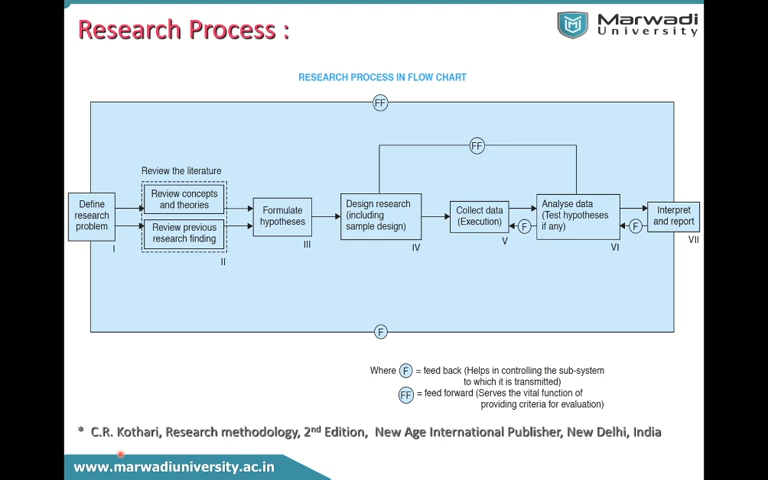 Research Process :
Marwadi
University
RESEARCH PROCESS IN FLOW CHART
FF
FF
Review the literature
Define
research
problem
I
Review concepts
and theories
Review previous
research finding
II
Formulate
hypotheses
III
Design research
(including
sample design)
IV
Collect data
(Execution)
V
F
Analyse data
(Test hypotheses
if any)
VI
F
Interpret
and report
VII
F
Where F = feed back (Helps in controlling the sub-system
to which it is transmitted)
FF = feed forward (Serves the vital function of
providing criteria for evaluation)
* C.R. Kothari, Research methodology, 2nd Edition, New Age International Publisher, New Delhi, India
www.marwadiuniversity.ac.in